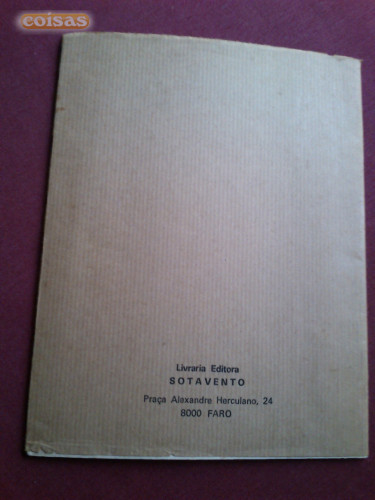 coisas
Livraria Editora
SOTAVENTO
Praça Alexandre Herculano, 24
8000 FARO